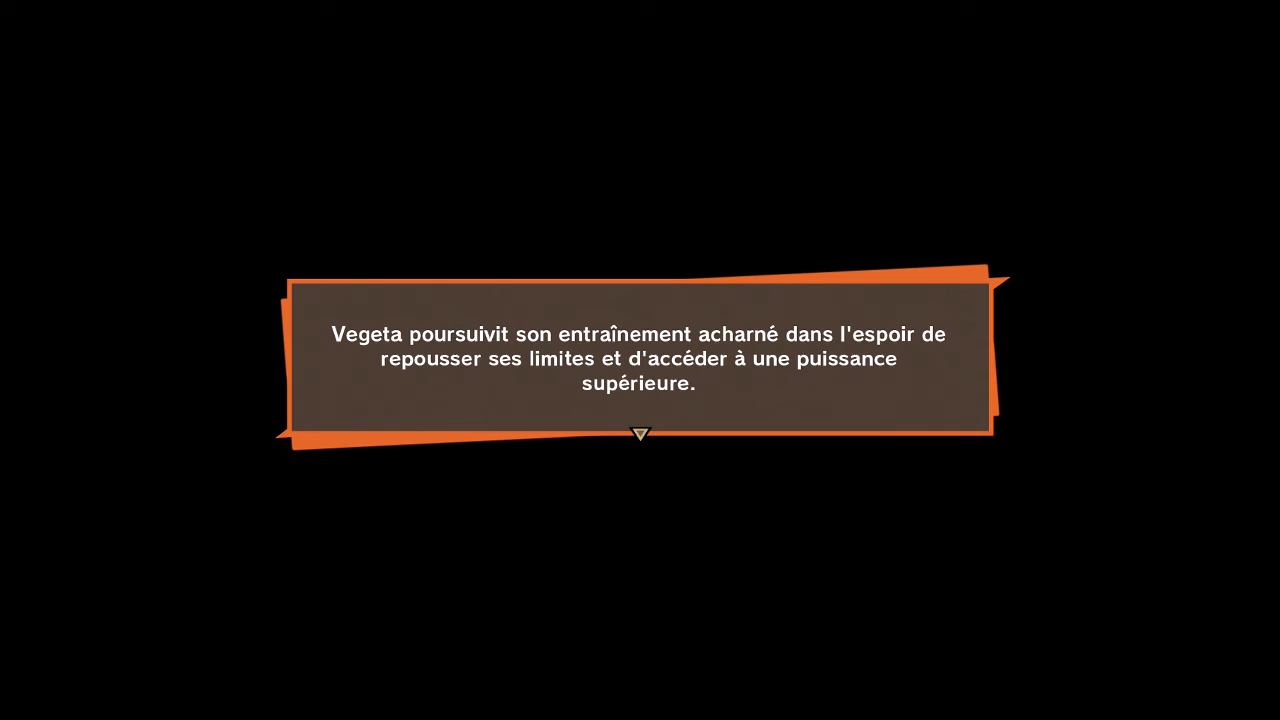 Vegeta poursuivit son entraînement acharné dans l'espoir de
repousser ses limites et d'accéder à une puissance
supérieure.